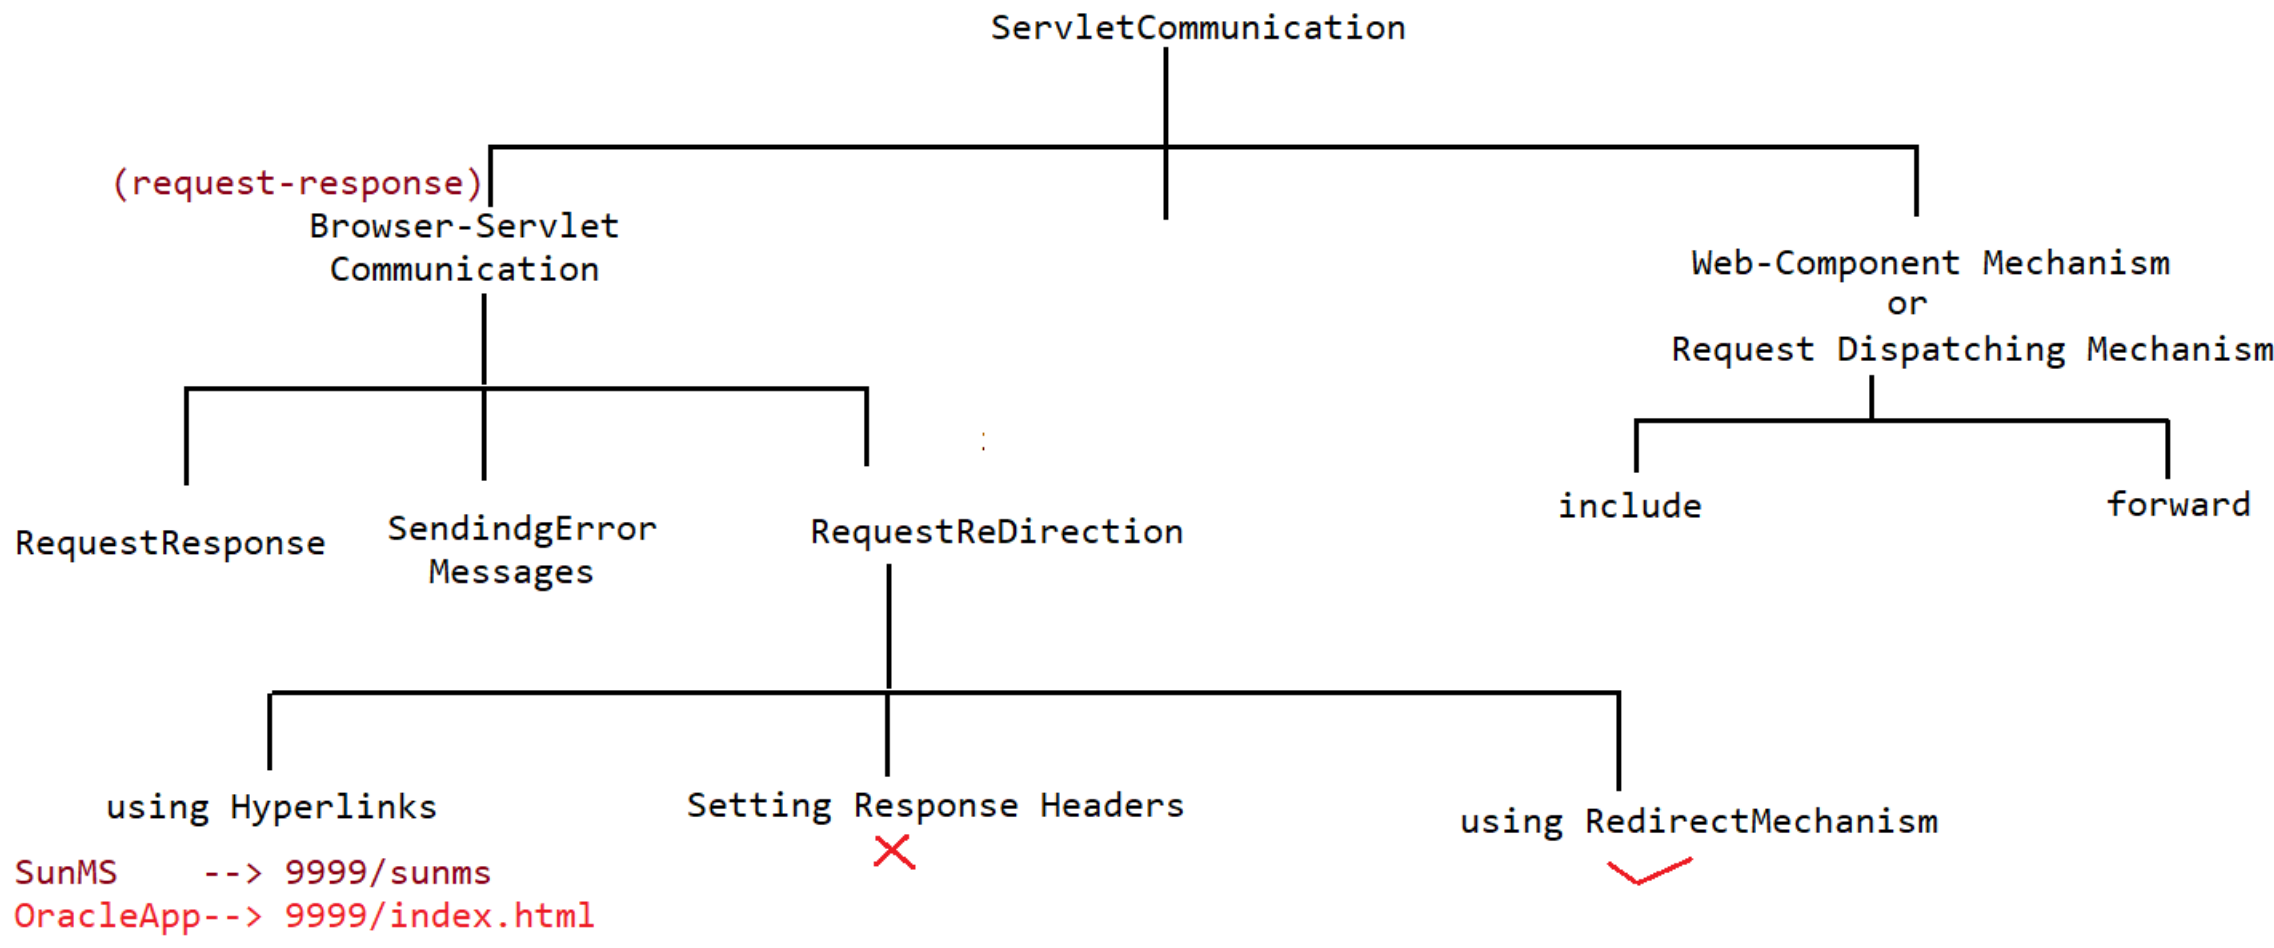 ServletCommunication
(request-response)
Browser-Servlet
Communication
Web-Component Mechanism
or
Request Dispatching Mechanism
RequestResponse
SendindgError
Messages
RequestReDirection
include
forward
using Hyperlinks
Setting Response Headers
using RedirectMechanism
SunMS    --> 9999/sunms
OracleApp--> 9999/index.html